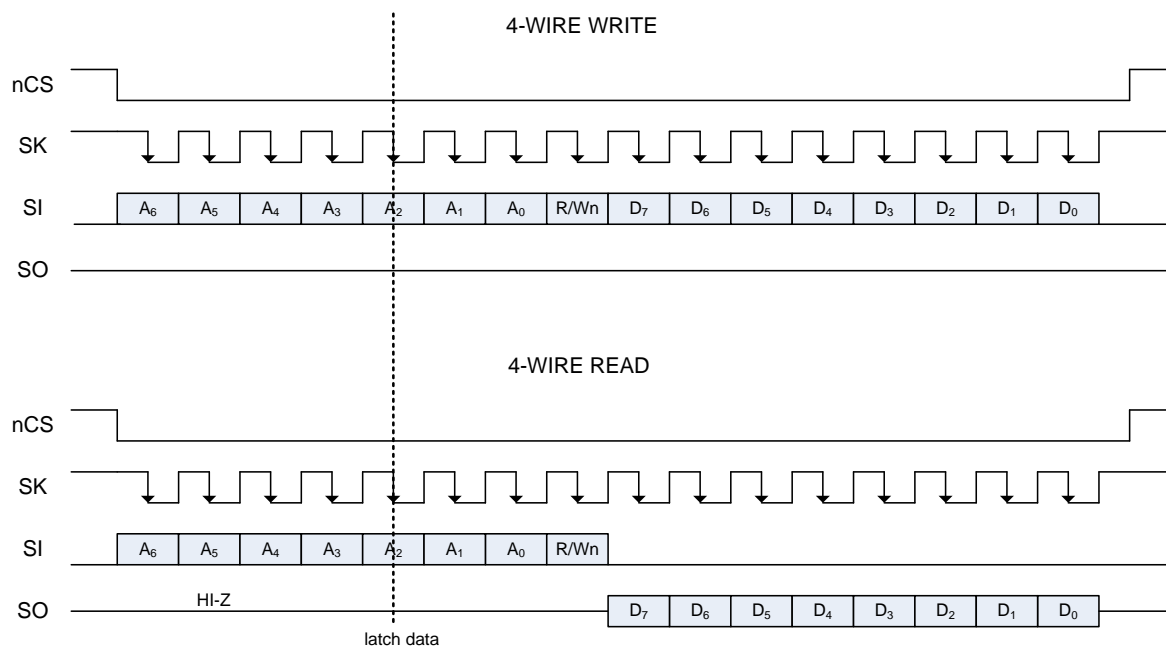 4-WIRE WRITE
nCS
SK
SI A₆ A₅ A₄ A₃ A₂ A₁ A₀ R/Wn D₇ D₆ D₅ D₄ D₃ D₂ D₁ D₀
SO
4-WIRE READ
nCS
SK
SI A₆ A₅ A₄ A₃ A₂ A₁ A₀ R/Wn
SO HI-Z D₇ D₆ D₅ D₄ D₃ D₂ D₁ D₀
latch data